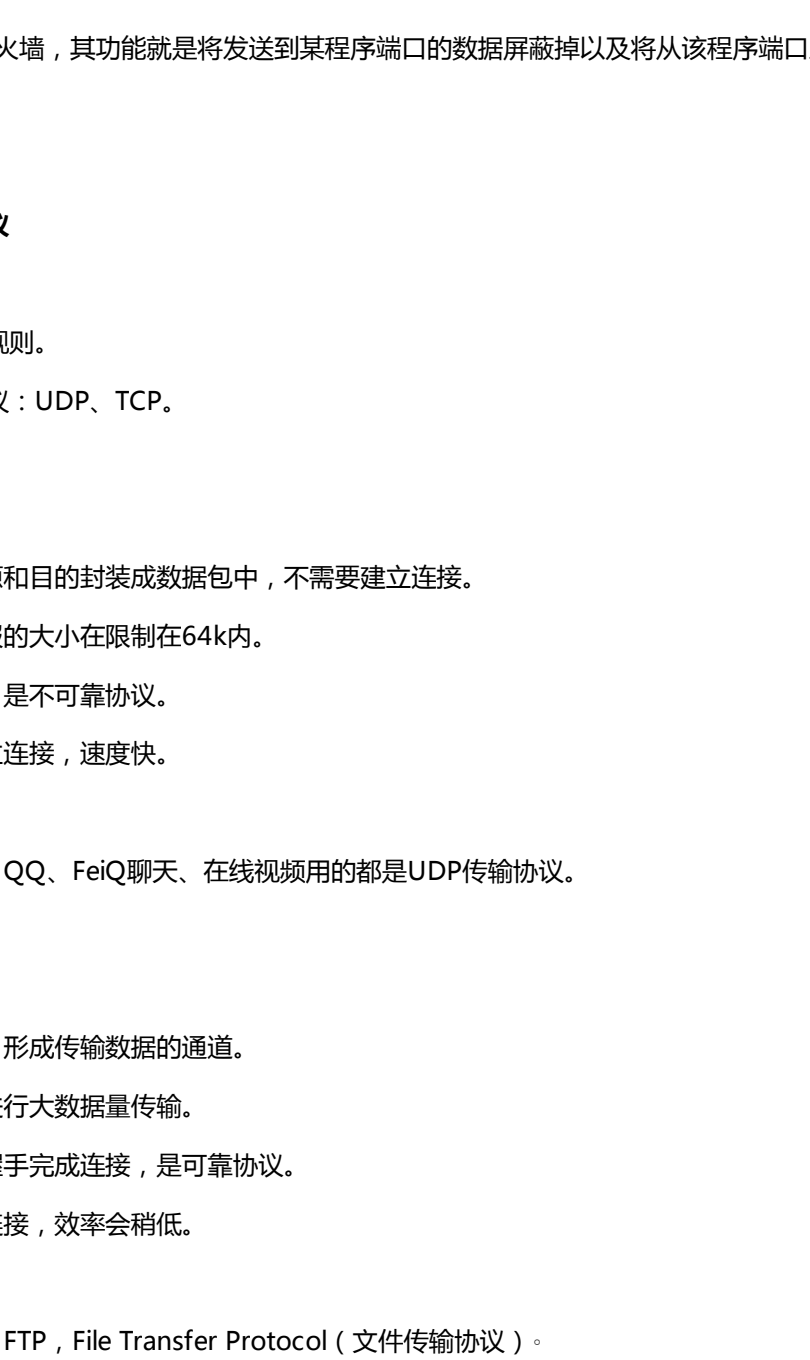 火墙，其功能就是将发送到某程序端口的数据屏蔽掉以及将从该程序端口
议
规则。
议：UDP、TCP。
源和目的封装成数据包中，不需要建立连接。
报的大小在限制在64k内。
是不可靠协议。
立连接，速度快。
QQ、FeiQ聊天、在线视频用的都是UDP传输协议。
形成传输数据的通道。
进行大数据量传输。
握手完成连接，是可靠协议。
连接，效率会稍低。
FTP，File Transfer Protocol（文件传输协议）。